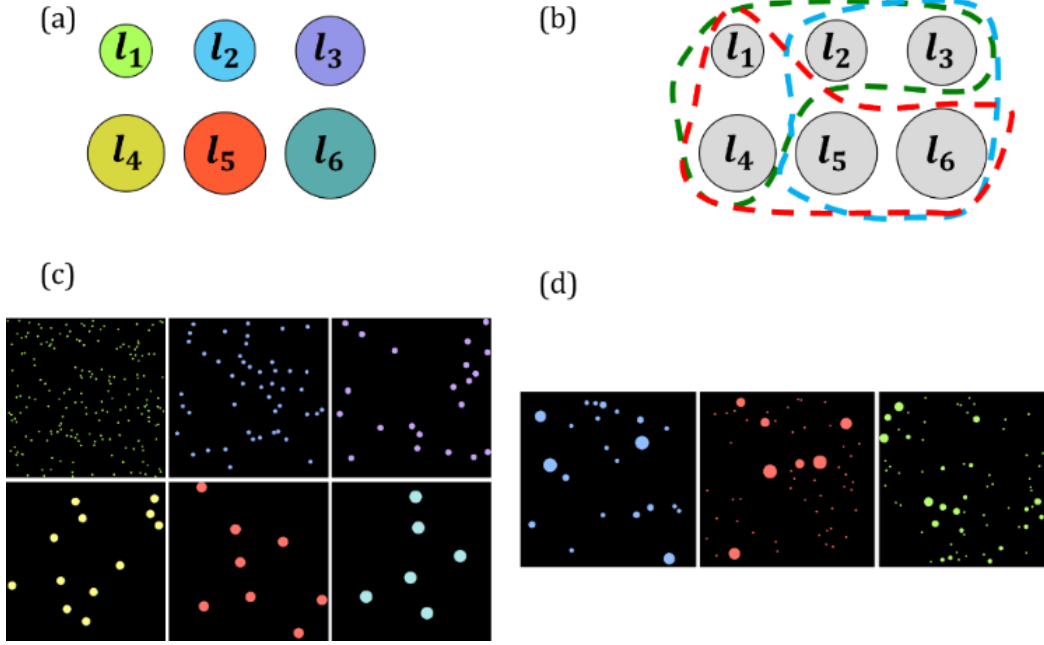 (a)
l₁ l₂ l₃
l₄ l₅ l₆
(b)
l₁ l₂ l₃
l₄ l₅ l₆
(c)
(d)